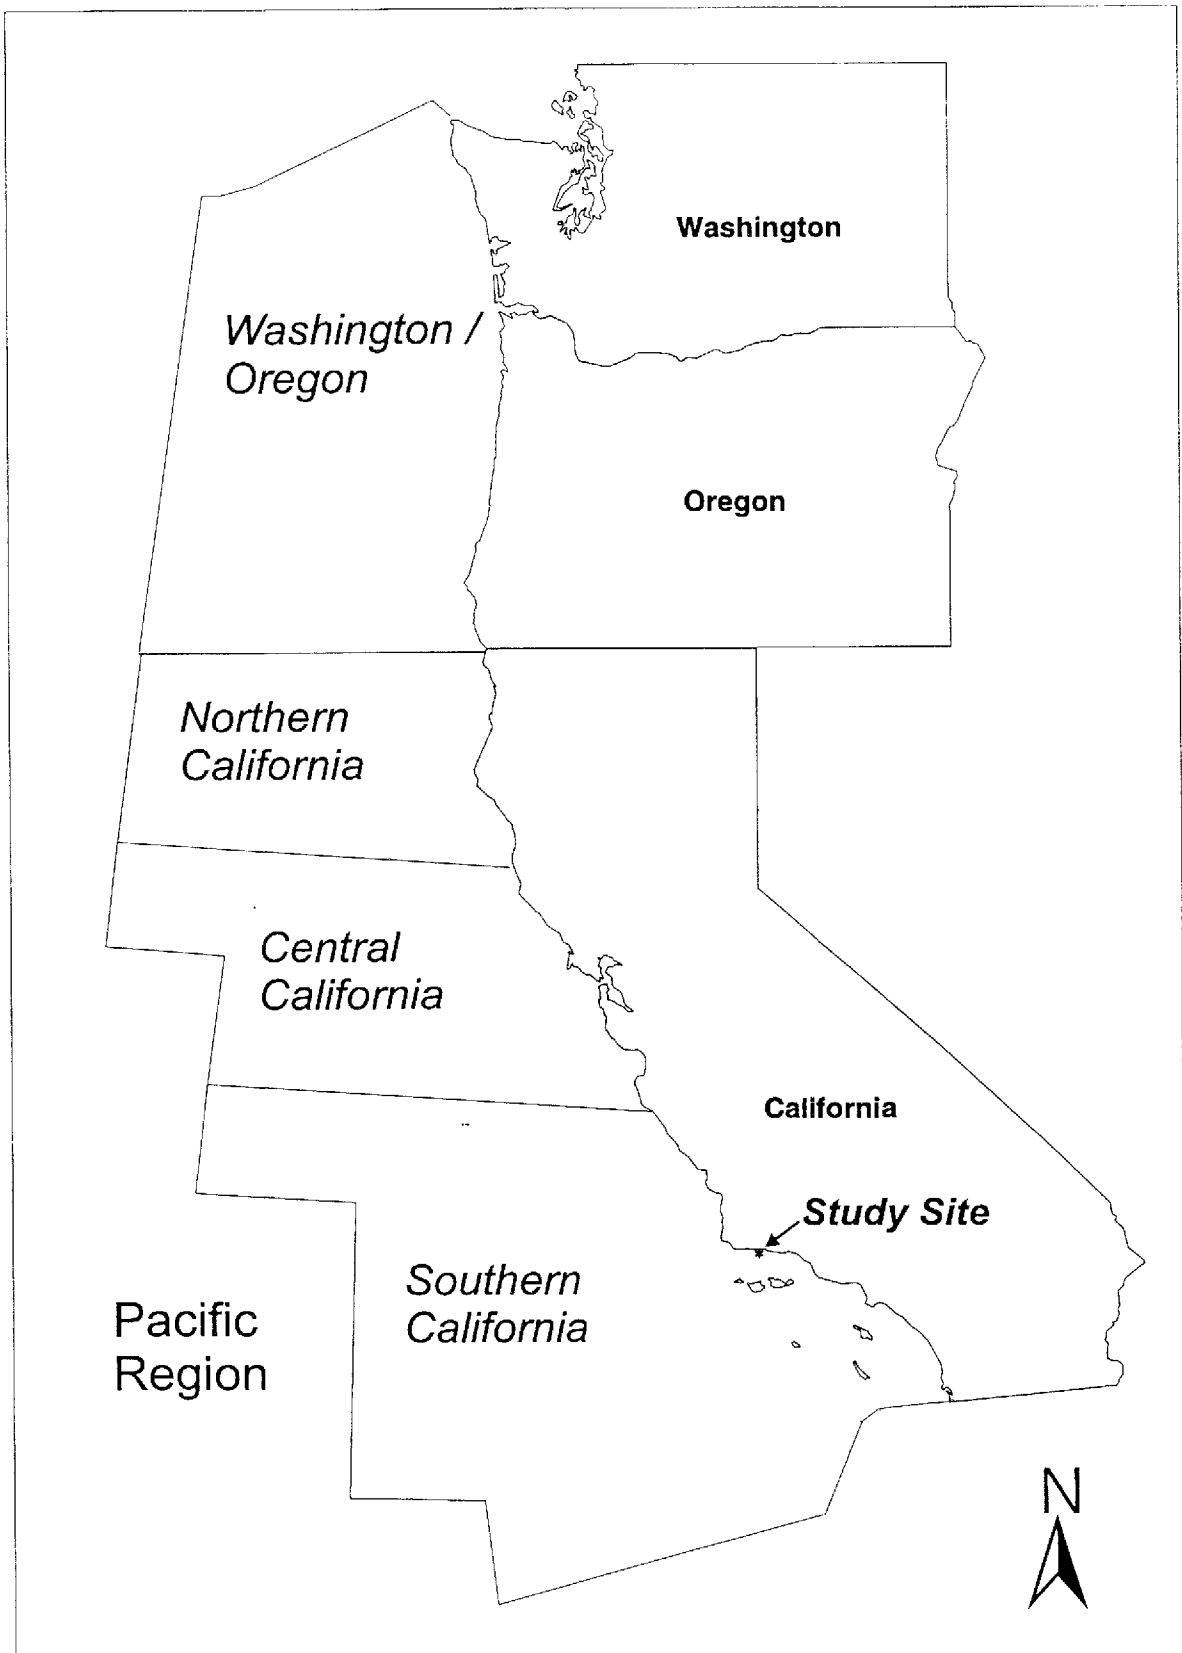 Washington
Washington /
Oregon
Oregon
Northern
California
Central
California
California
Study Site
Southern
California
Pacific
Region
N